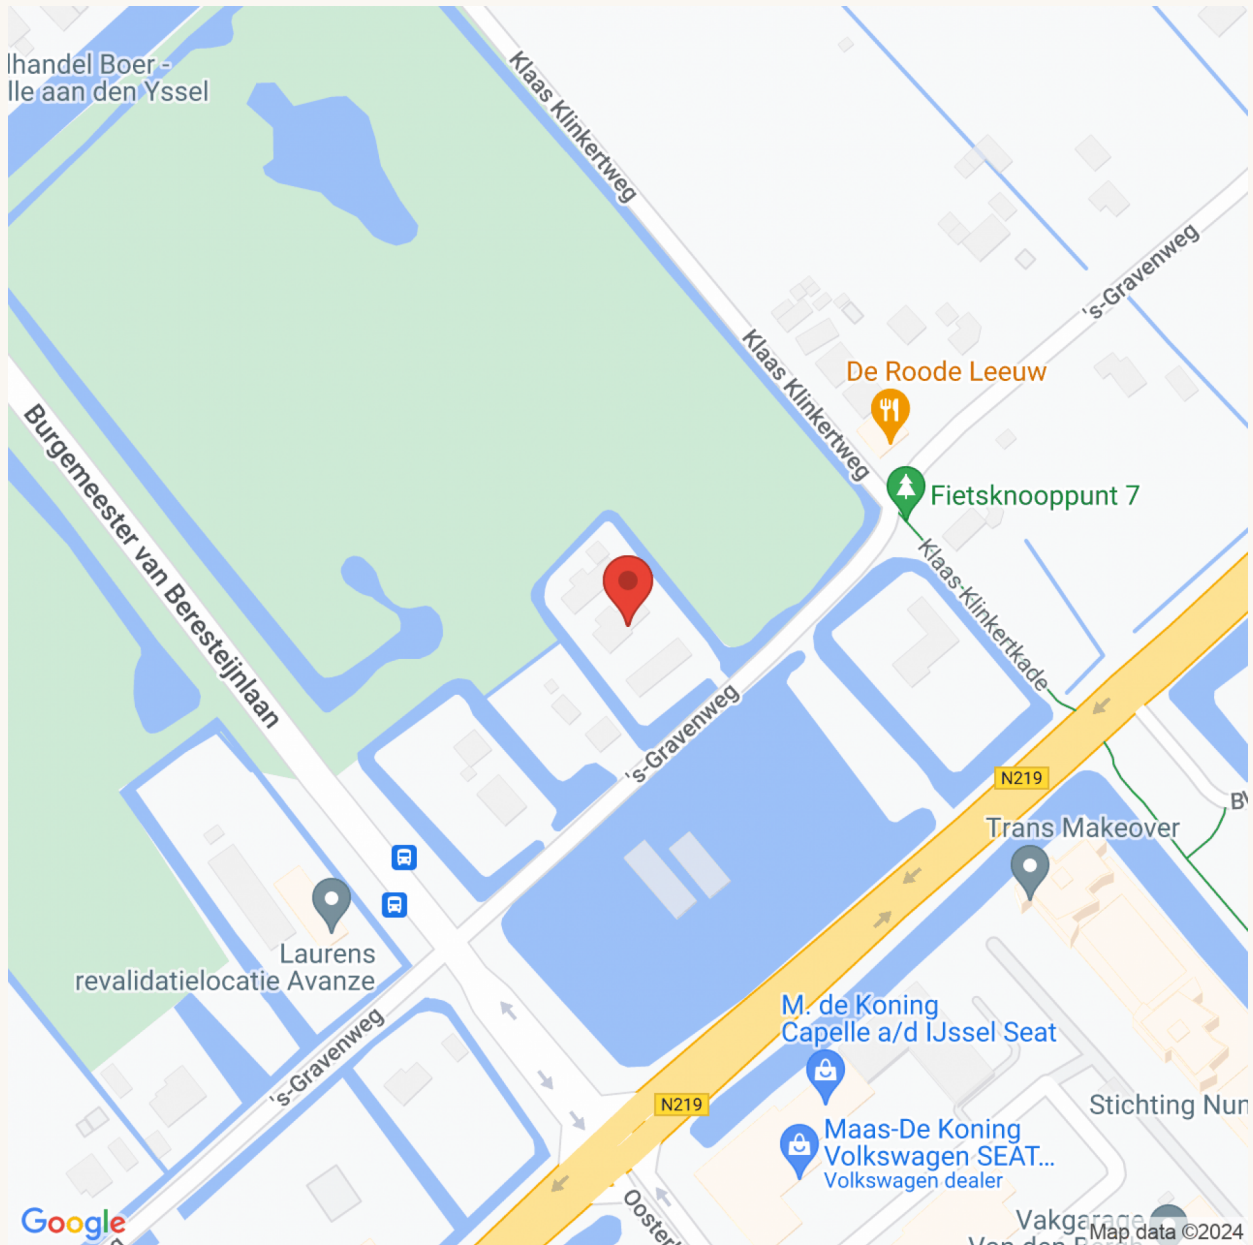 lhandel Boer -
lle aan den Yssel
Klaas Klinkertweg
's-Gravenweg
Klaas Klinkertweg
De Roode Leeuw
Fietsknooppunt 7
Burgemeester van Beresteijnlaan
Klaas-Klinkertkade
's-Gravenweg
N219
Trans Makeover
Laurens
revalidatielocatie Avanze
M. de Koning
Capelle a/d IJssel Seat
's-Gravenweg
N219
Stichting Nun
Maas-De Koning
Volkswagen SEAT...
Volkswagen dealer
Google
Vakgarage
Map data ©2024